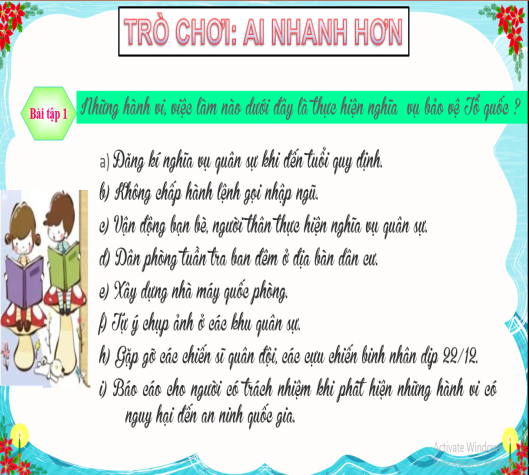 TRÒ CHƠI: AI NHANH HƠN
Bài tập 1
Những hành vi, việc làm nào dưới đây là thực hiện nghĩa vụ bảo vệ Tổ quốc ?
a) Đăng kí nghĩa vụ quân sự khi đến tuổi quy định.
b) Không chấp hành lệnh gọi nhập ngũ.
c) Vận động bạn bè, người thân thực hiện nghĩa vụ quân sự.
d) Dân phòng tuần tra ban đêm ở địa bàn dân cư.
e) Xây dựng nhà máy quốc phòng.
f) Tự ý chụp ảnh ở các khu quân sự.
h) Gặp gỡ các chiến sĩ quân đội, các cựu chiến binh nhân dịp 22/12.
i) Báo cáo cho người có trách nhiệm khi phát hiện những hành vi có
nguy hại đến an ninh quốc gia.
Activate Windows